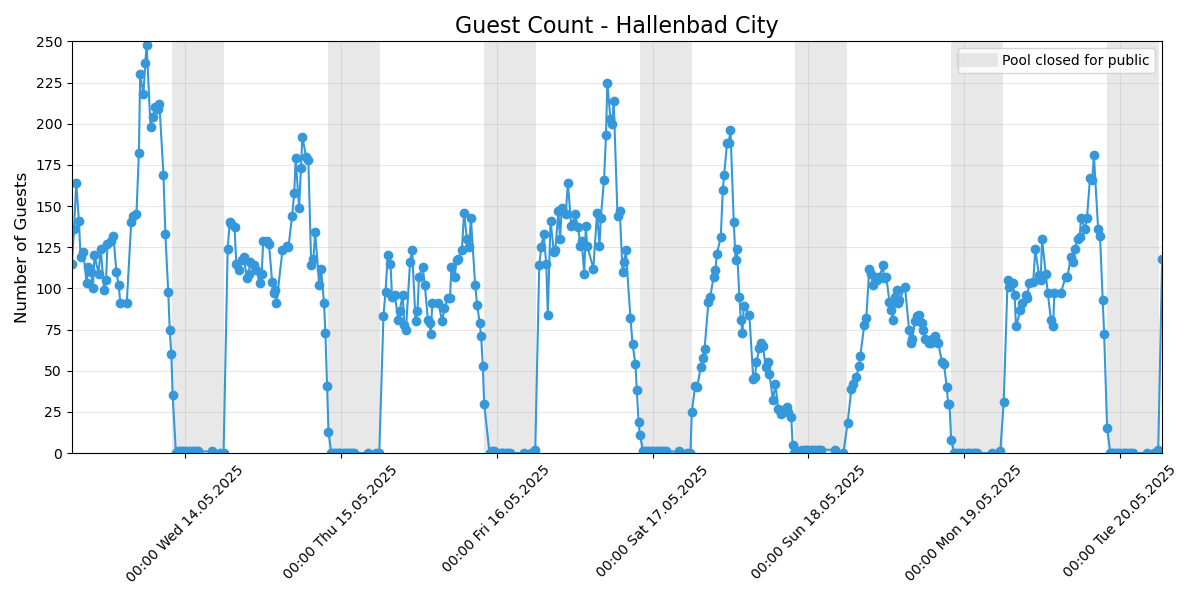 Guest Count - Hallenbad City
Number of Guests
250
225
200
175
150
125
100
75
50
25
0
Pool closed for public
00:00 Wed 14.05.2025
00:00 Thu 15.05.2025
00:00 Fri 16.05.2025
00:00 Sat 17.05.2025
00:00 Sun 18.05.2025
00:00 Mon 19.05.2025
00:00 Tue 20.05.2025